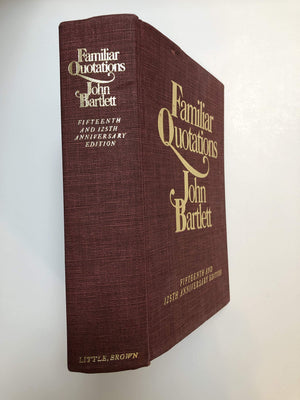 Familiar
Quotations
John
Bartlett
FIFTEENTH
AND 125TH
ANNIVERSARY
EDITION
LITTLE, BROWN
Familiar
Quotations
John
Bartlett
FIFTEENTH AND
125TH ANNIVERSARY EDITION